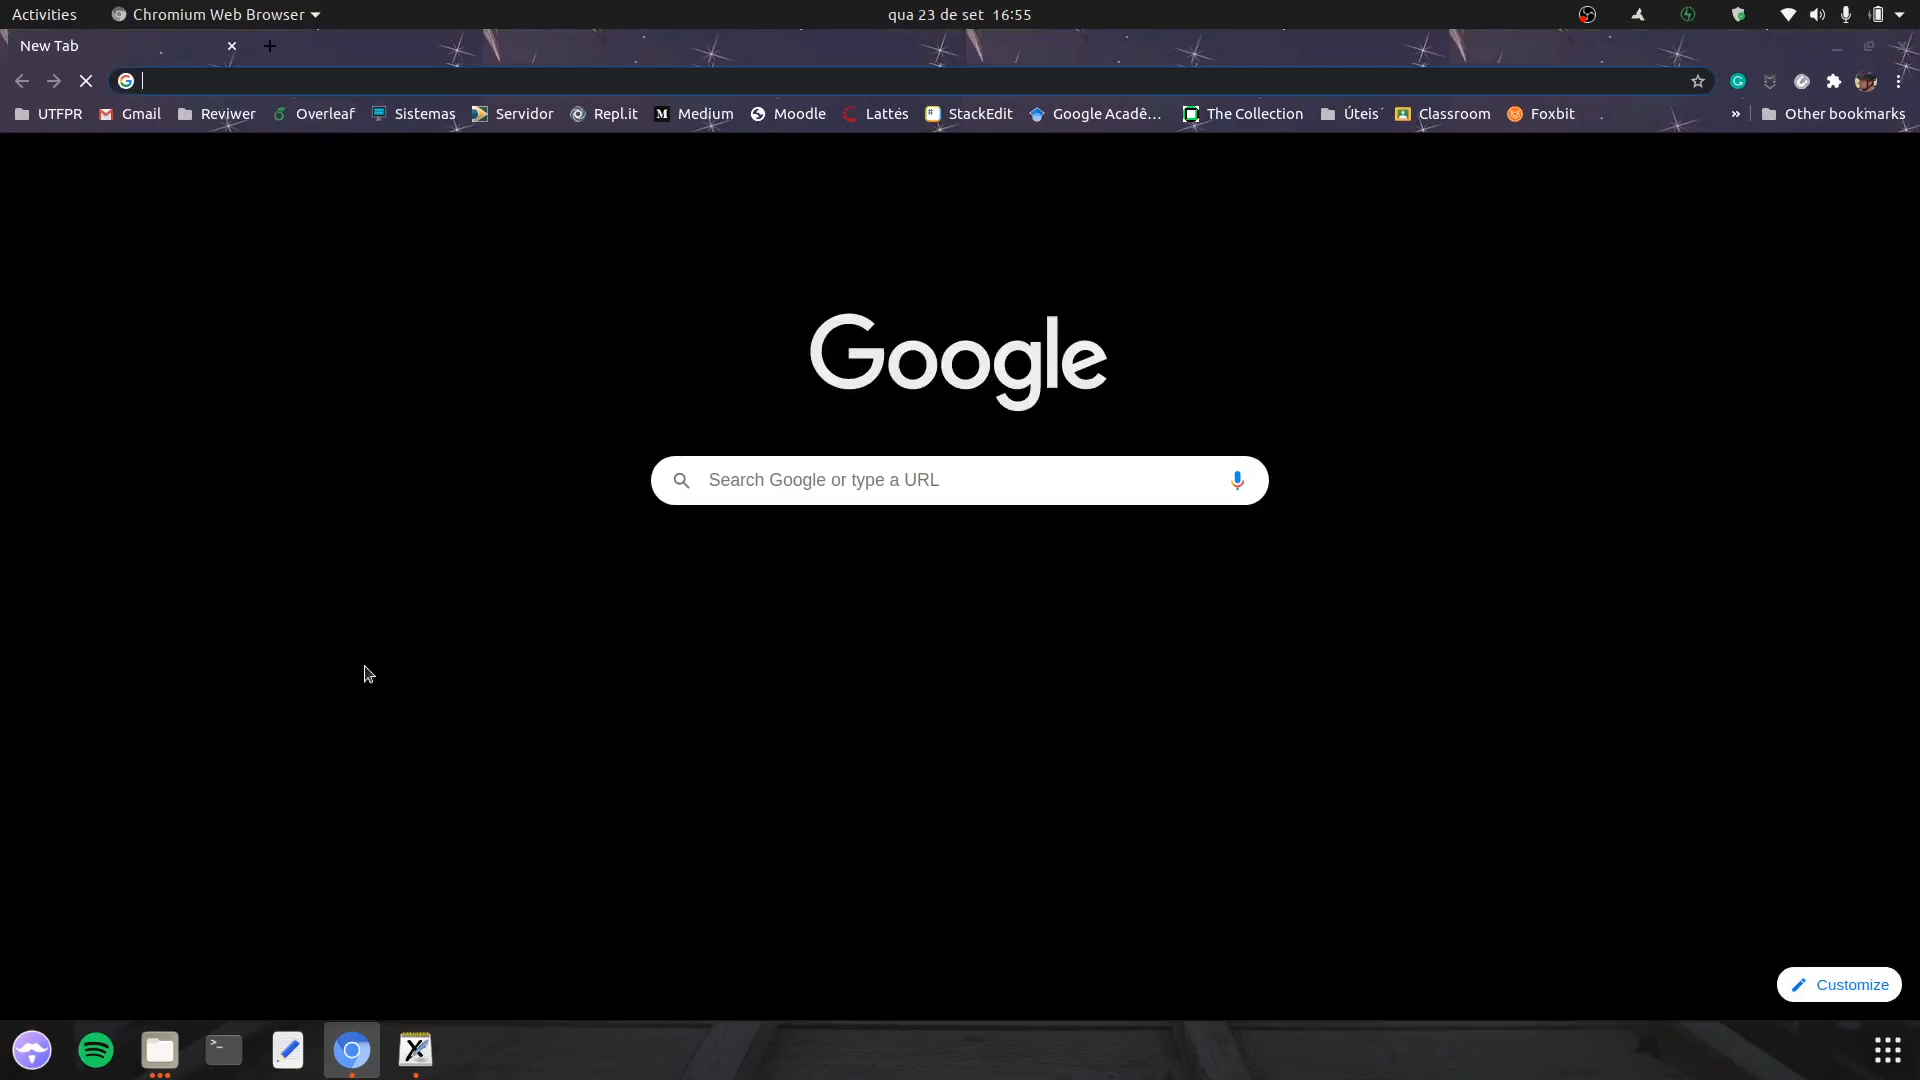 Activities Chromium Web Browser qua 23 de set 16:55
New Tab
UTFPR Gmail Reviwer Overleaf Sistemas Servidor Repl.it Medium Moodle Lattes StackEdit Google Acadê... The Collection Úteis Classroom Foxbit » Other bookmarks
Google
Search Google or type a URL
Customize